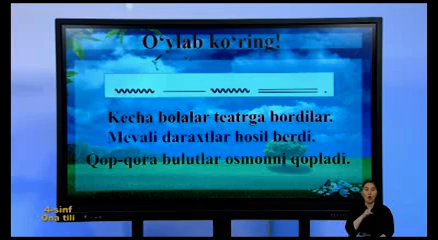 O‘ylab ko‘ring!
Kecha bolalar teatrga bordilar.
Mevali daraxtlar hosil berdi.
Qop-qora bulutlar osmonni qopladi.
4-sinf
Ona tili